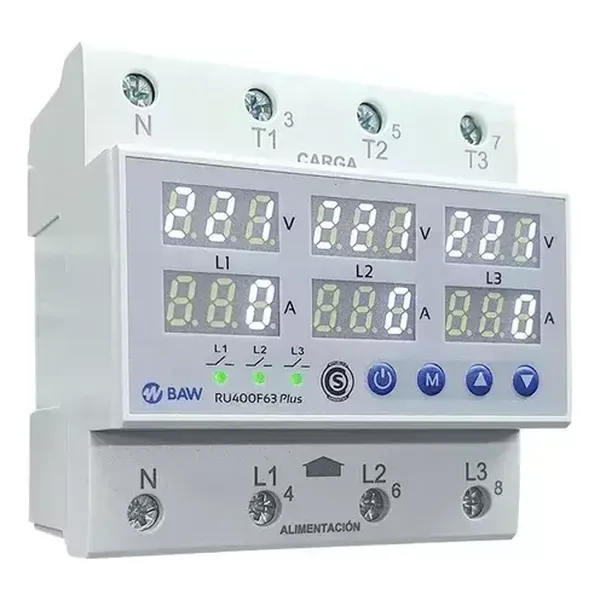 N T1 3 T2 5 T3 7
CARGA
221 V 221 V 221 V
L1 L2 L3
0 A 0 A 0 A
L1 L2 L3
S
M
BAW RU400F63 Plus
N L1 4 L2 6 L3 8
ALIMENTACIÓN